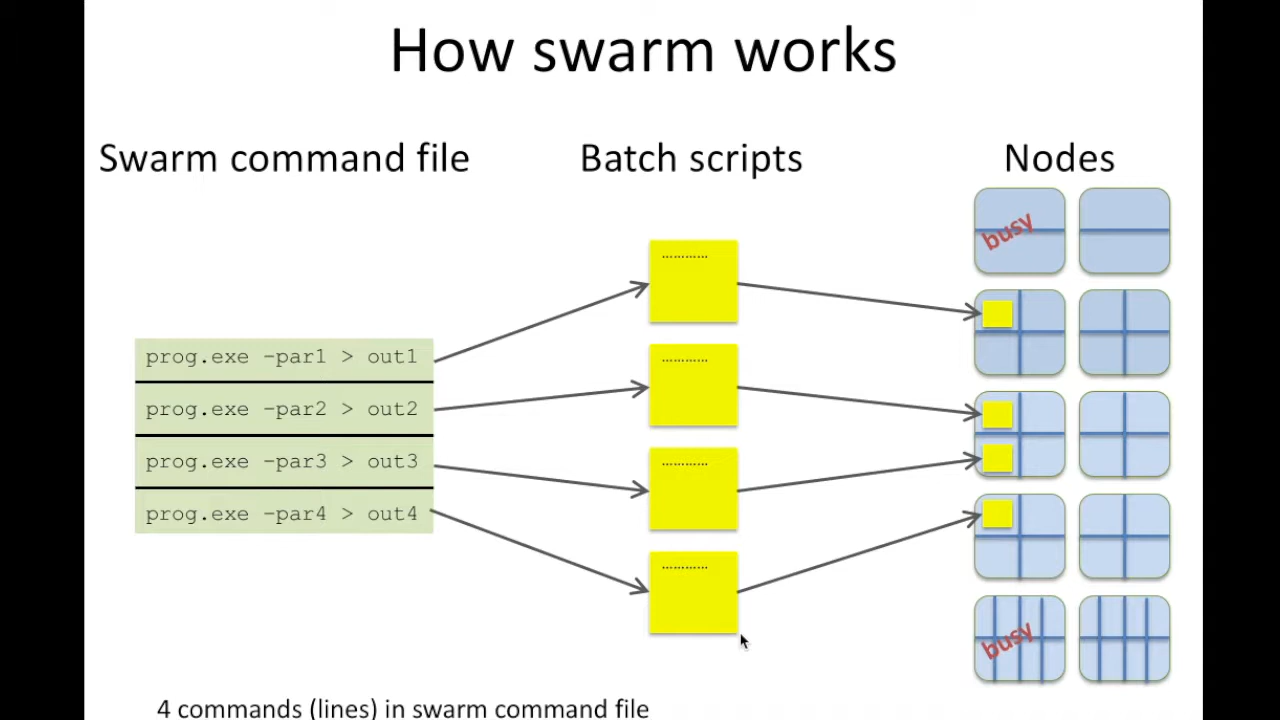 How swarm works
Swarm command file
Batch scripts
Nodes
busy
............
prog.exe -par1 > out1
............
prog.exe -par2 > out2
............
prog.exe -par3 > out3
prog.exe -par4 > out4
............
busy
4 commands (lines) in swarm command file